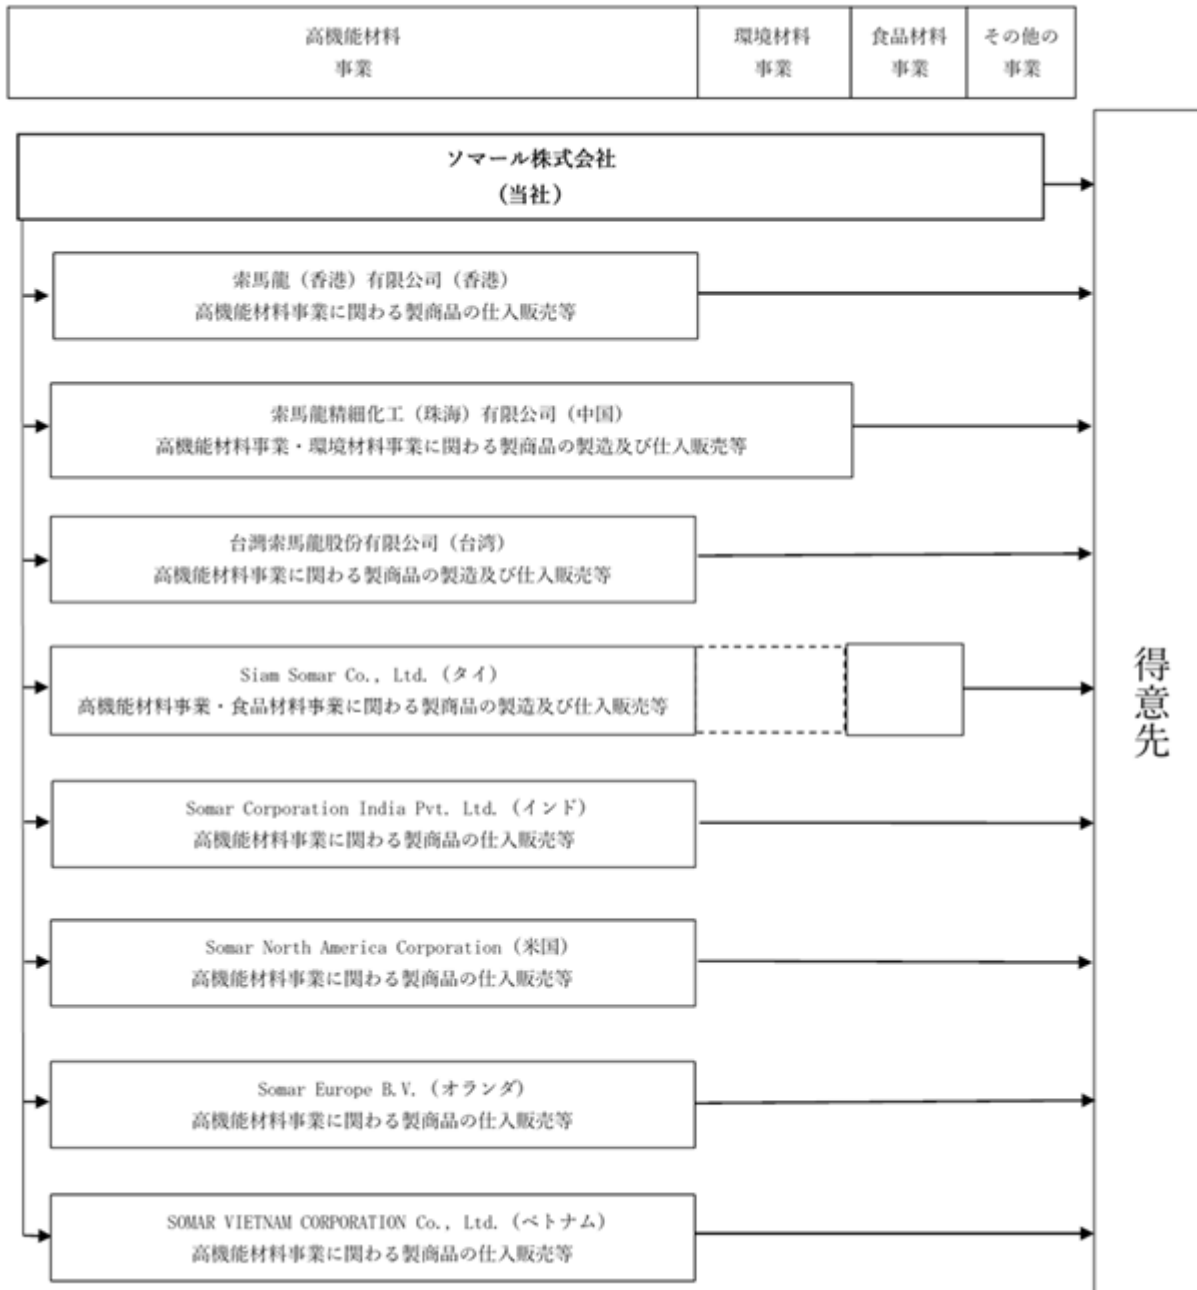 高機能材料
事業
環境材料
事業
食品材料
事業
その他の
事業
ソマール株式会社
(当社)
索馬龍（香港）有限公司（香港）
高機能材料事業に関わる製商品の仕入販売等
索馬龍精細化工（珠海）有限公司（中国）
高機能材料事業・環境材料事業に関わる製商品の製造及び仕入販売等
台灣索馬龍股份有限公司（台湾）
高機能材料事業に関わる製商品の製造及び仕入販売等
Siam Somar Co., Ltd.（タイ）
高機能材料事業・食品材料事業に関わる製商品の製造及び仕入販売等
Somar Corporation India Pvt. Ltd.（インド）
高機能材料事業に関わる製商品の仕入販売等
Somar North America Corporation（米国）
高機能材料事業に関わる製商品の仕入販売等
Somar Europe B.V.（オランダ）
高機能材料事業に関わる製商品の仕入販売等
SOMAR VIETNAM CORPORATION Co., Ltd.（ベトナム）
高機能材料事業に関わる製商品の仕入販売等
得意先